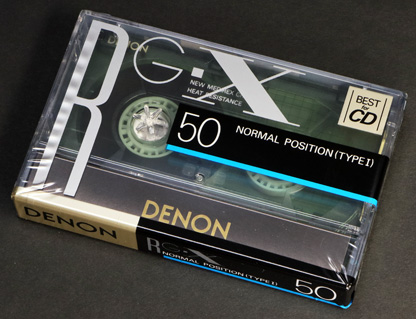 DENON
RG·X
NEW MEDIREX C
HEAT RESISTANCE
BEST
for
CD
50 NORMAL POSITION (TYPE I)
DENON
DENON
RG·X
NORMAL POSITION (TYPE I)
50